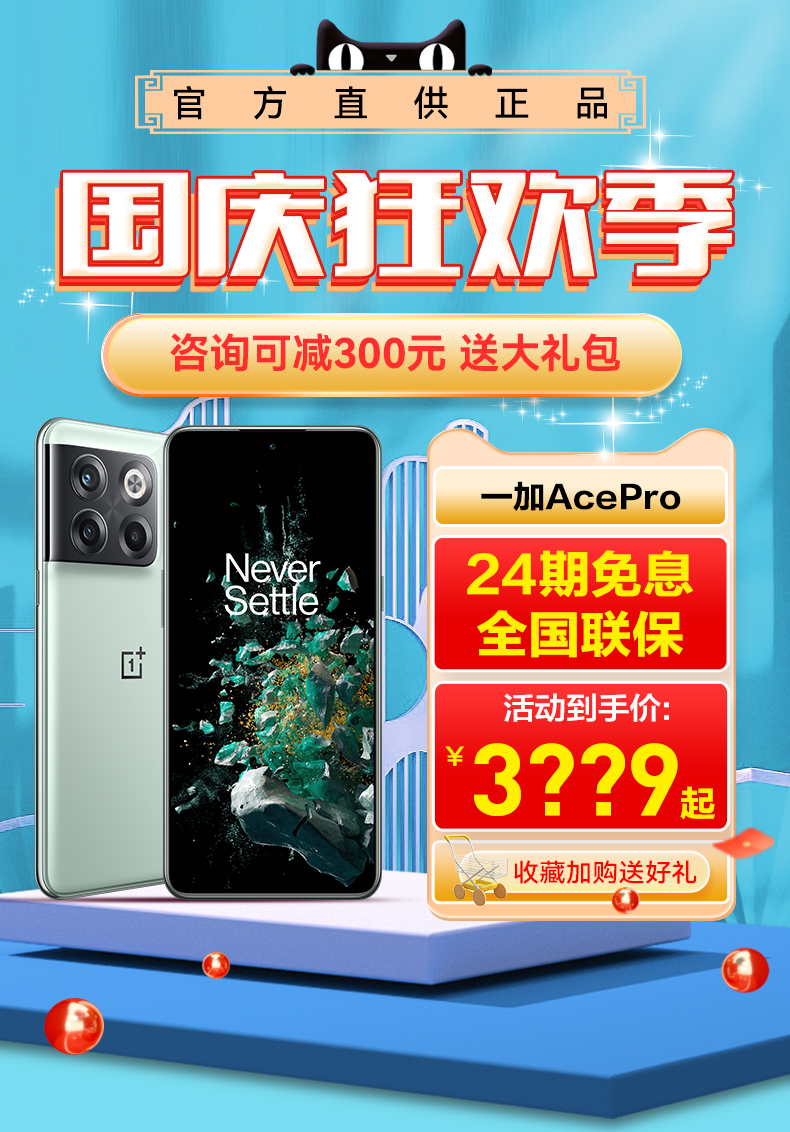 官方直供正品
国庆狂欢季
咨询可减300元 送大礼包
一加AcePro
24期免息
全国联保
Never
Settle
1+
活动到手价:
¥3??9起
收藏加购送好礼